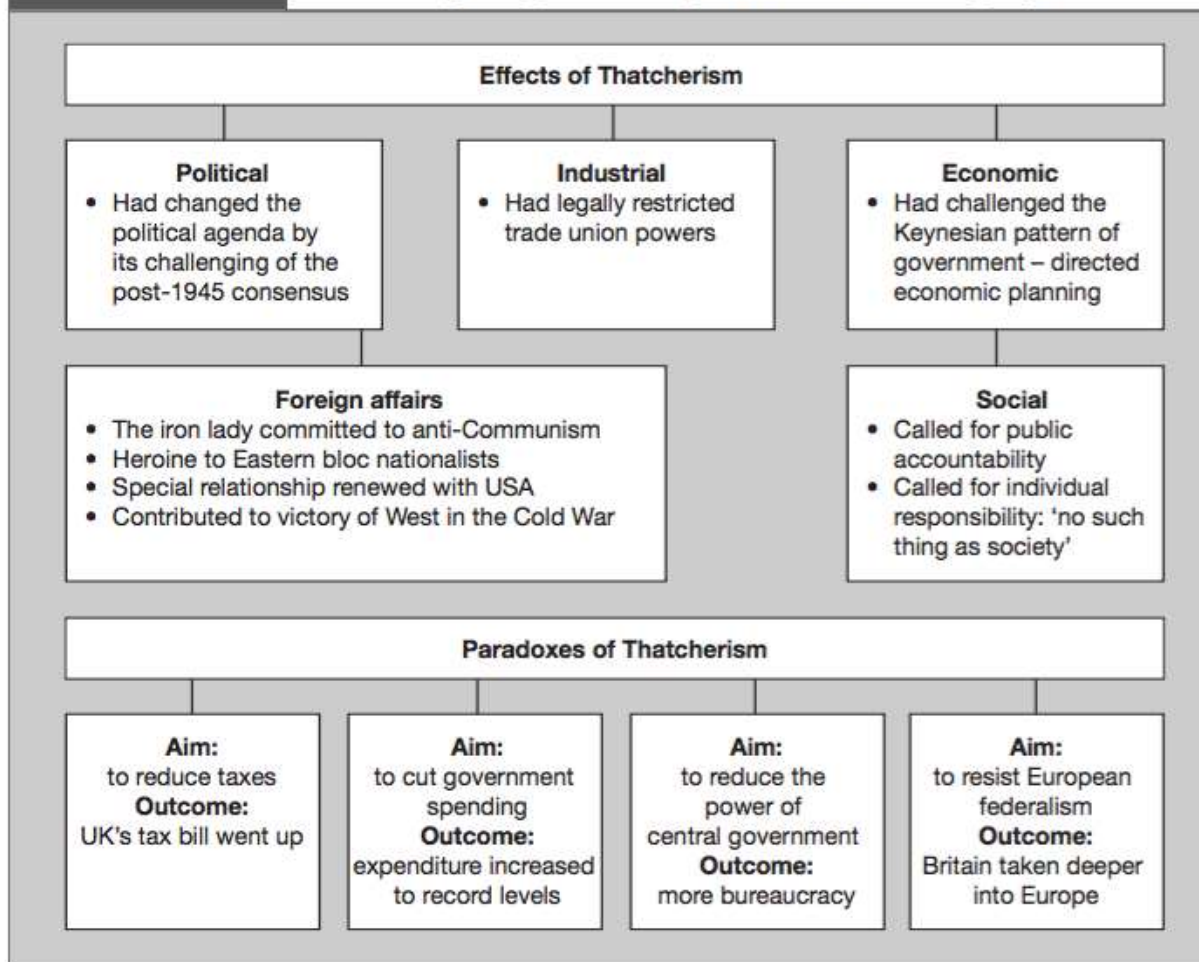 Effects of Thatcherism
Political
• Had changed the
political agenda by
its challenging of the
post-1945 consensus
Industrial
• Had legally restricted
trade union powers
Economic
• Had challenged the
Keynesian pattern of
government – directed
economic planning
Foreign affairs
• The iron lady committed to anti-Communism
• Heroine to Eastern bloc nationalists
• Special relationship renewed with USA
• Contributed to victory of West in the Cold War
Social
• Called for public
accountability
• Called for individual
responsibility: ‘no such
thing as society’
Paradoxes of Thatcherism
Aim:
to reduce taxes
Outcome:
UK’s tax bill went up
Aim:
to cut government
spending
Outcome:
expenditure increased
to record levels
Aim:
to reduce the
power of
central government
Outcome:
more bureaucracy
Aim:
to resist European
federalism
Outcome:
Britain taken deeper
into Europe